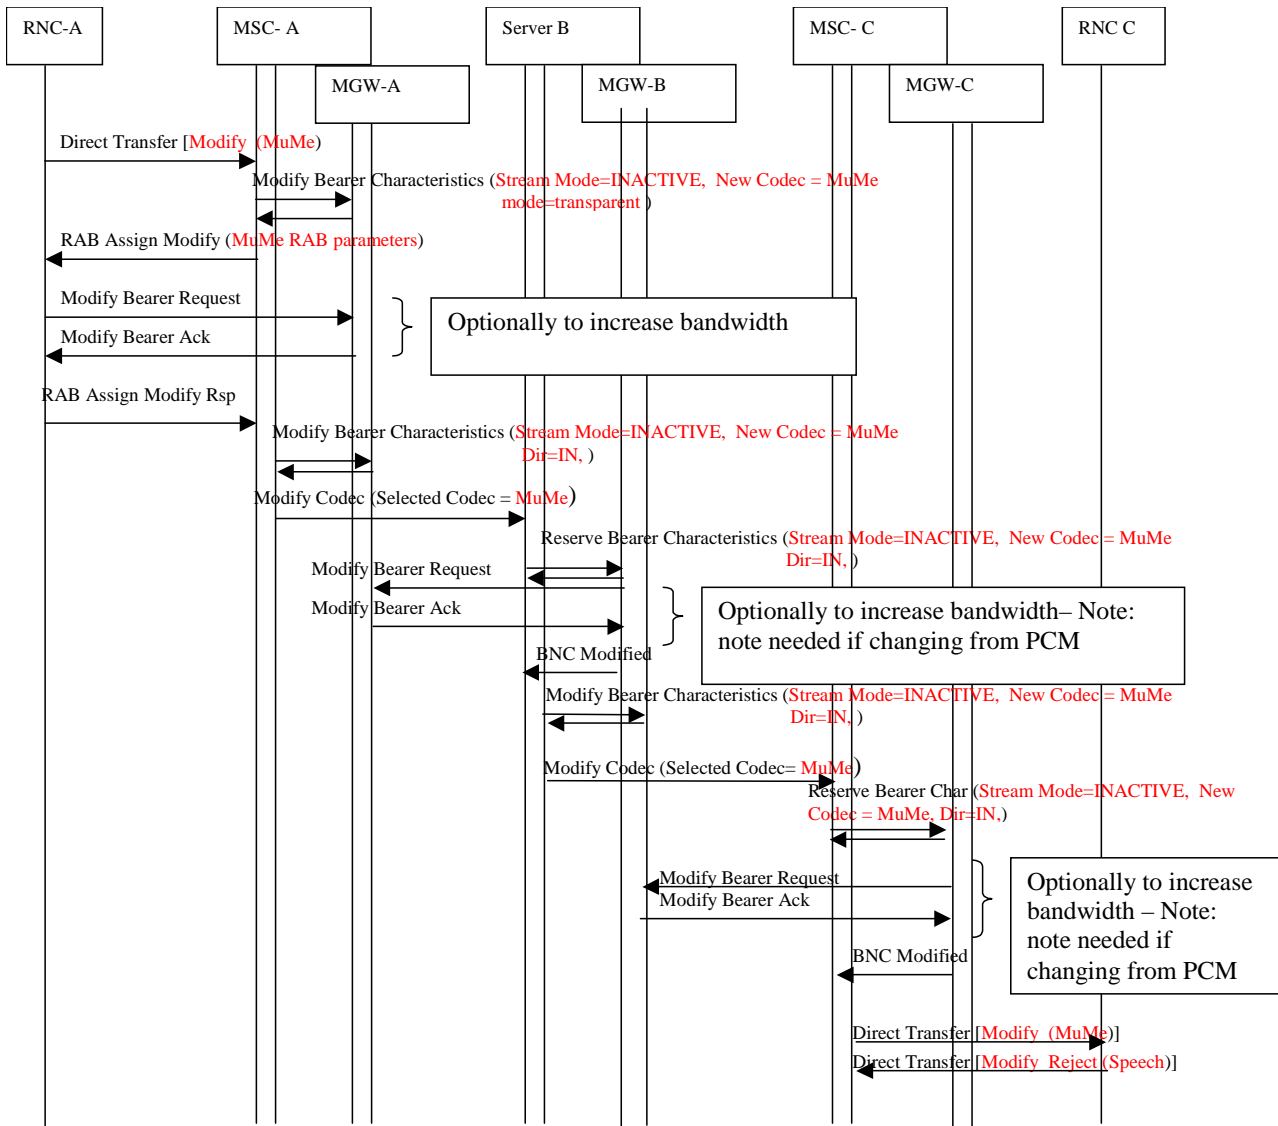 RNC-A
MSC- A
Server B
MSC- C
RNC C
MGW-A
MGW-B
MGW-C
Direct Transfer [Modify  (MuMe)
Modify Bearer Characteristics (Stream Mode=INACTIVE,  New Codec = MuMe
mode=transparent )
RAB Assign Modify (MuMe RAB parameters)
Modify Bearer Request
Optionally to increase bandwidth
Modify Bearer Ack
RAB Assign Modify Rsp
Modify Bearer Characteristics (Stream Mode=INACTIVE,  New Codec = MuMe
Dir=IN, )
Modify Codec (Selected Codec = MuMe)
Reserve Bearer Characteristics (Stream Mode=INACTIVE,  New Codec = MuMe
Dir=IN, )
Modify Bearer Request
Modify Bearer Ack
Optionally to increase bandwidth– Note:
note needed if changing from PCM
BNC Modified
Modify Bearer Characteristics (Stream Mode=INACTIVE,  New Codec = MuMe
Dir=IN, )
Modify Codec (Selected Codec= MuMe)
Reserve Bearer Char (Stream Mode=INACTIVE,  New
Codec = MuMe, Dir=IN,)
Modify Bearer Request
Modify Bearer Ack
Optionally to increase
bandwidth – Note:
note needed if
changing from PCM
BNC Modified
Direct Transfer [Modify  (MuMe)]
Direct Transfer [Modify  Reject (Speech)]